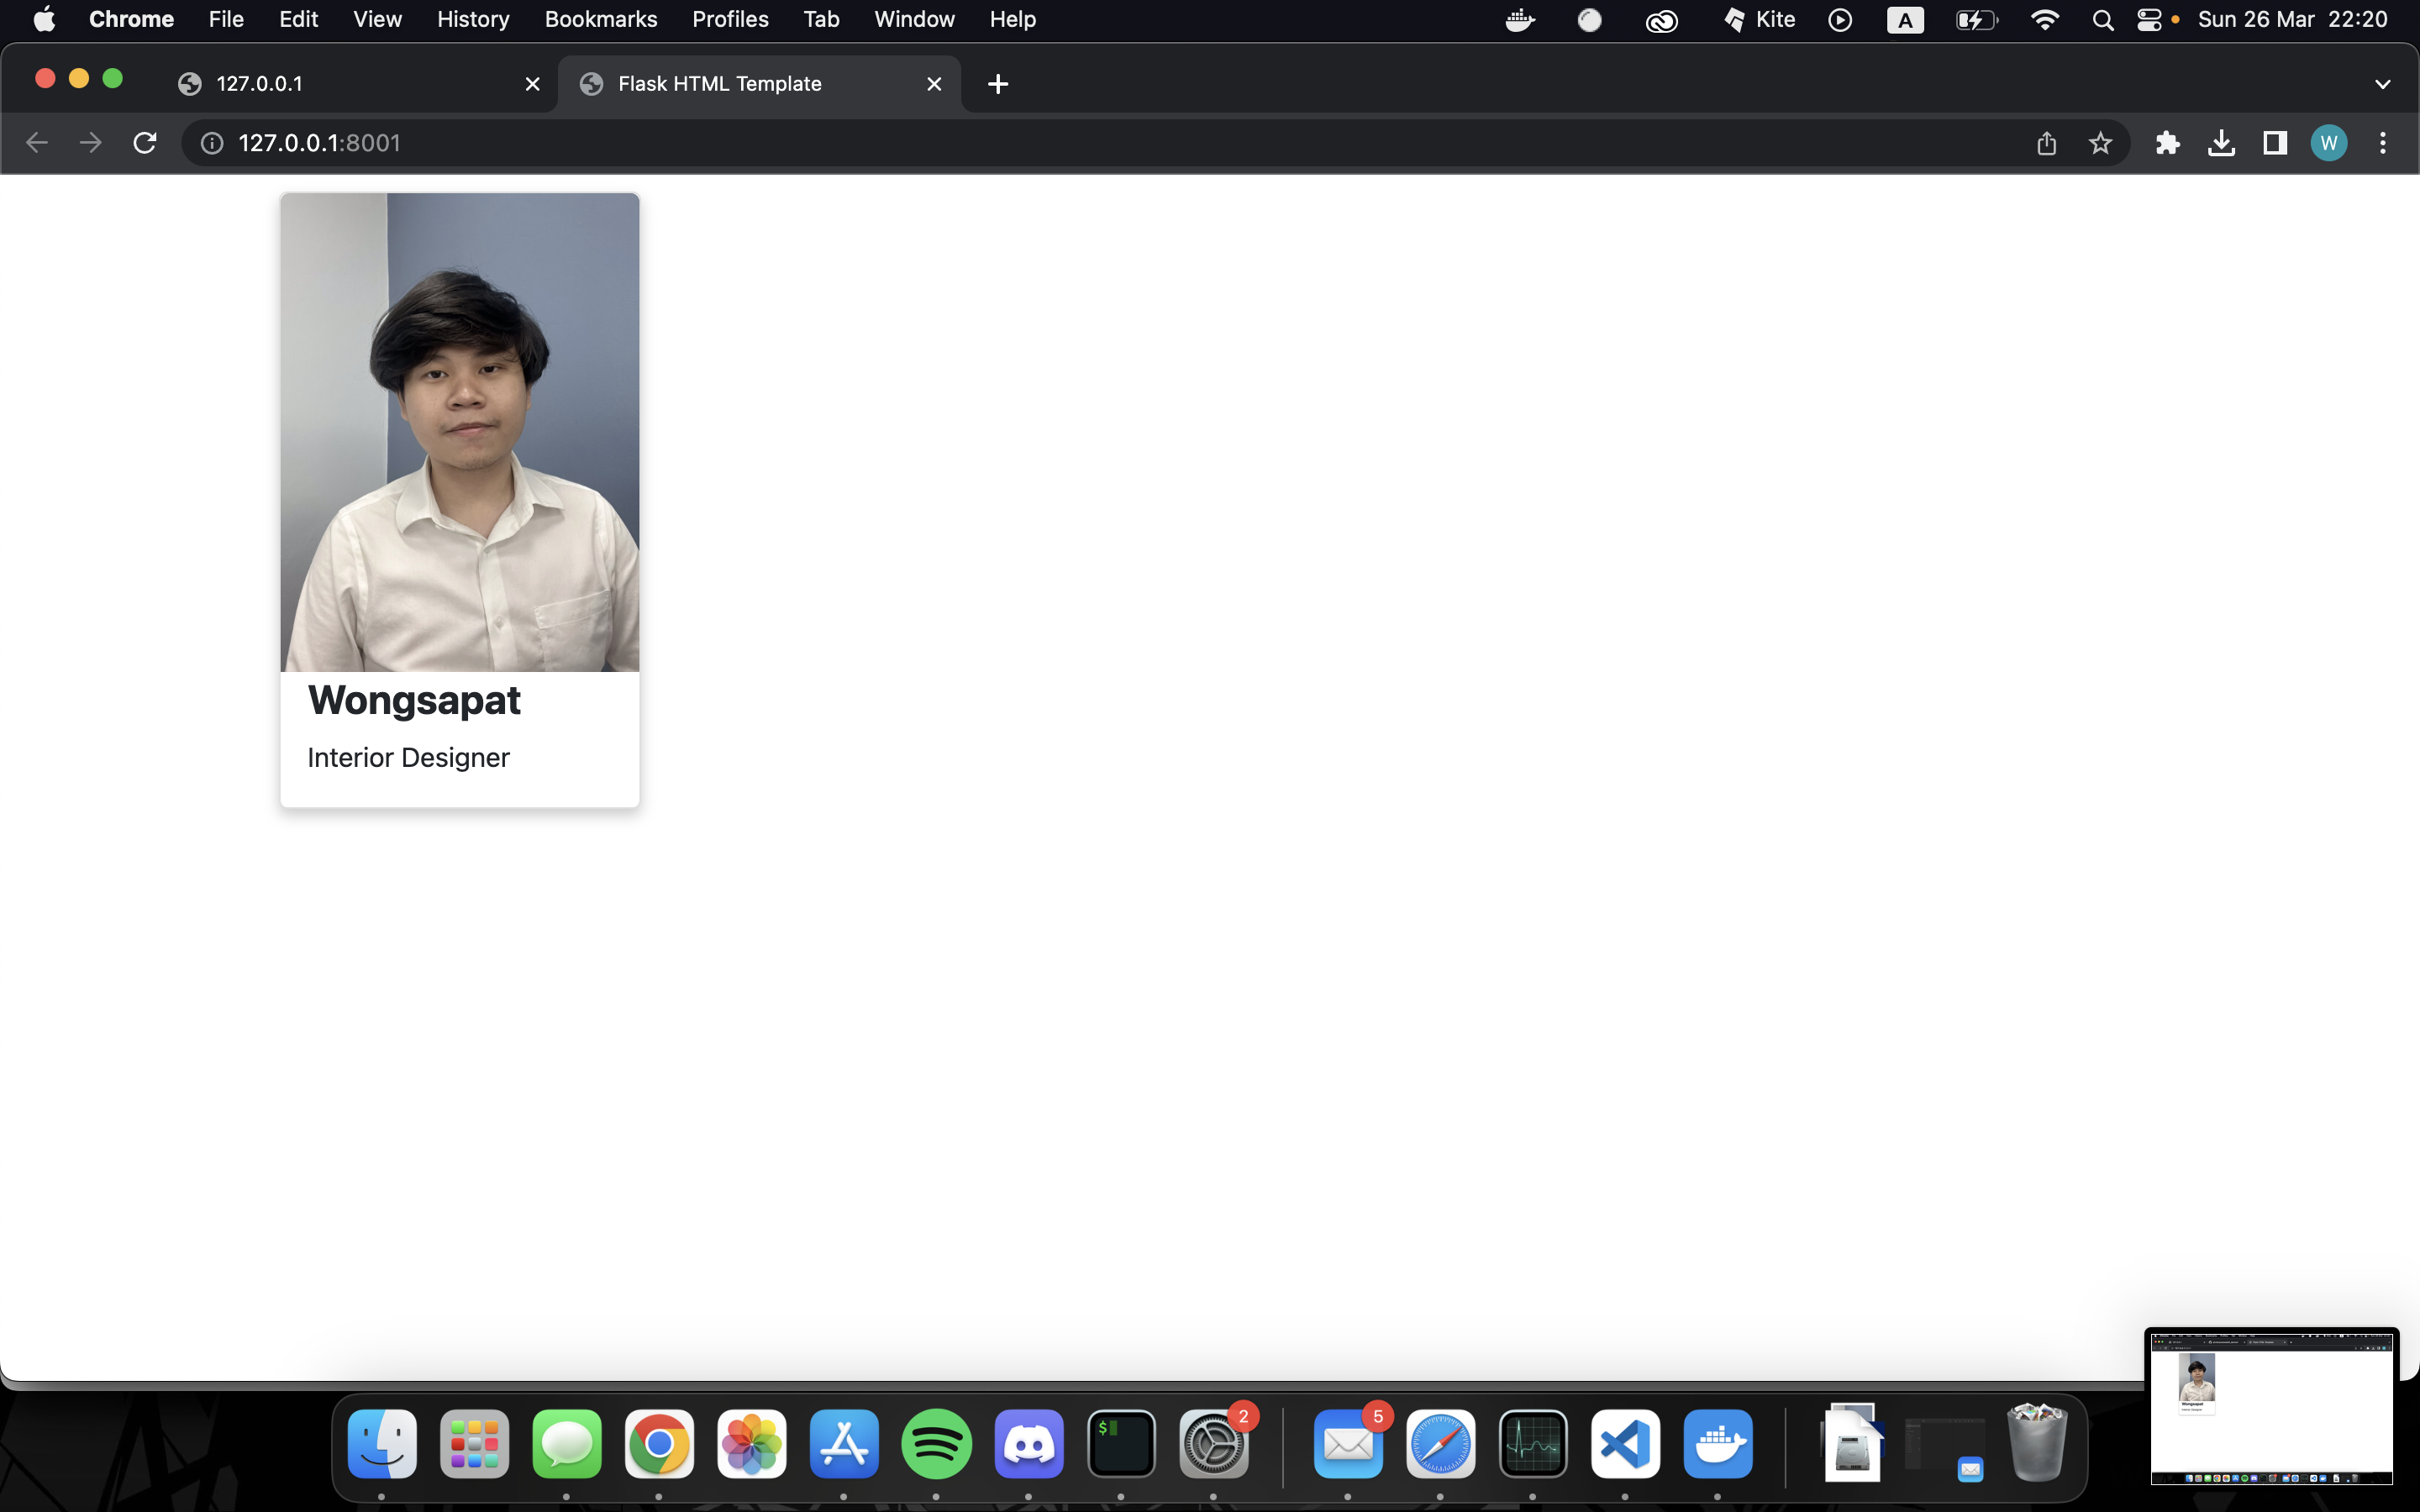 Chrome File Edit View History Bookmarks Profiles Tab Window Help Kite A Sun 26 Mar 22:20
127.0.0.1 Flask HTML Template
127.0.0.1:8001 W
Wongsapat
Interior Designer
$ 2 5